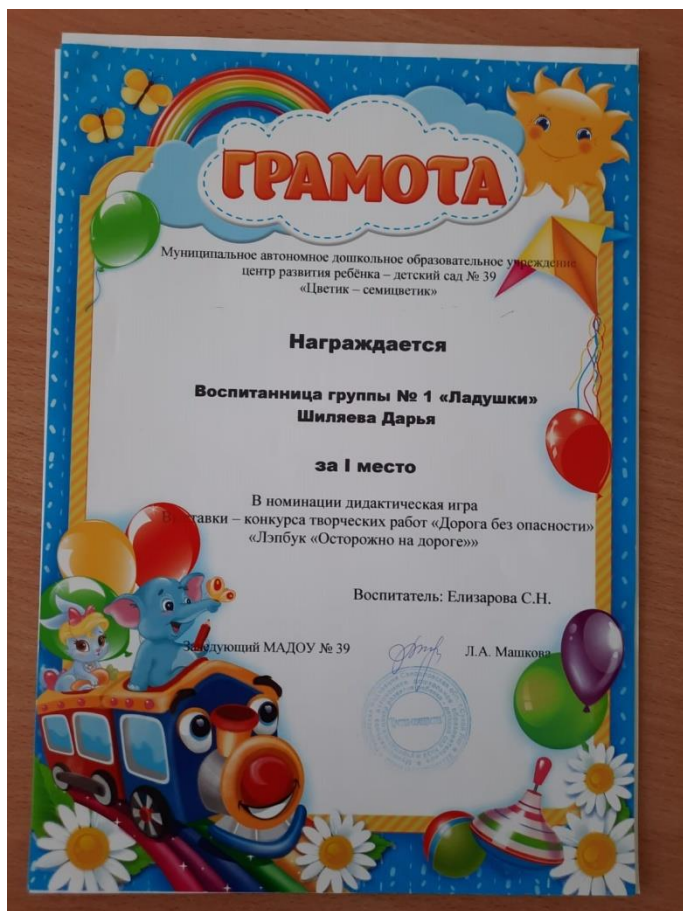 ГРАМОТА
Муниципальное автономное дошкольное образовательное учреждение
центр развития ребёнка – детский сад № 39
«Цветик – семицветик»
Награждается
Воспитанница группы № 1 «Ладушки»
Шиляева Дарья
за I место
В номинации дидактическая игра
Выставки – конкурса творческих работ «Дорога без опасности»
«Лэпбук «Осторожно на дороге»»
Воспитатель: Елизарова С.Н.
Заведующий МАДОУ № 39 Л.А. Машкова